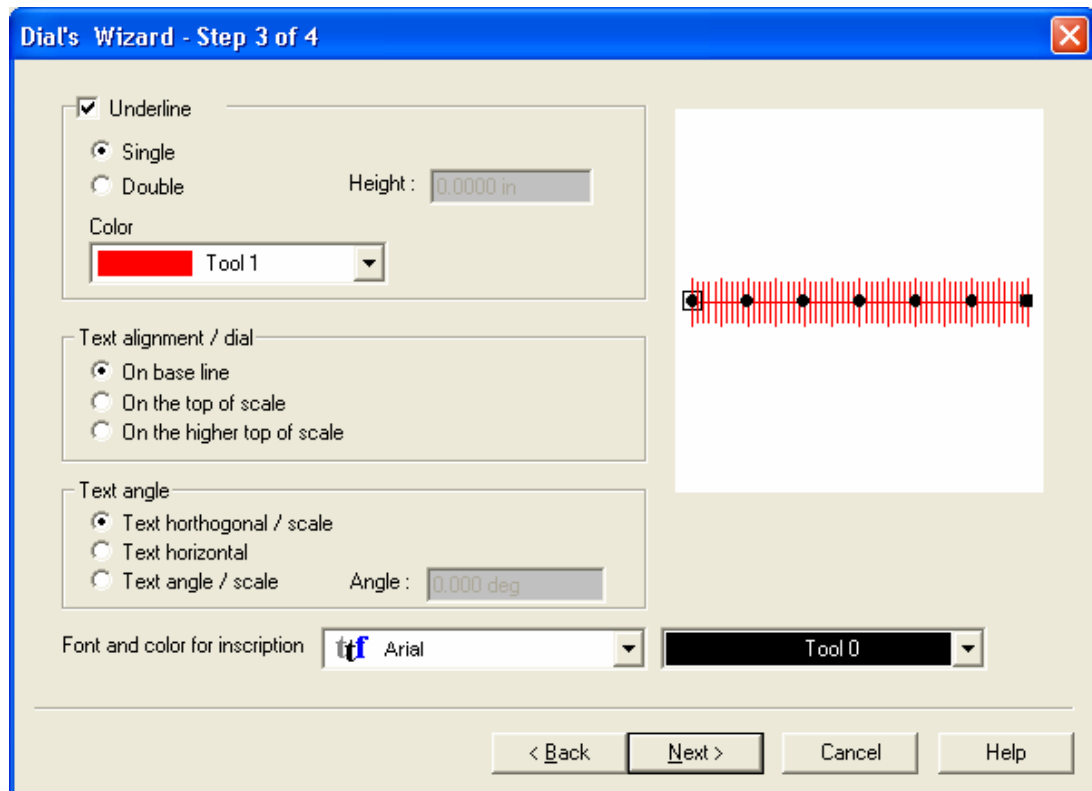 Dial's Wizard - Step 3 of 4
Underline
Single
Double
Height :
0.0000 in
Color
Tool 1
Text alignment / dial
On base line
On the top of scale
On the higher top of scale
Text angle
Text horthogonal / scale
Text horizontal
Text angle / scale
Angle :
0.000 deg
Font and color for inscription
ttf Arial
Tool 0
< Back
Next >
Cancel
Help